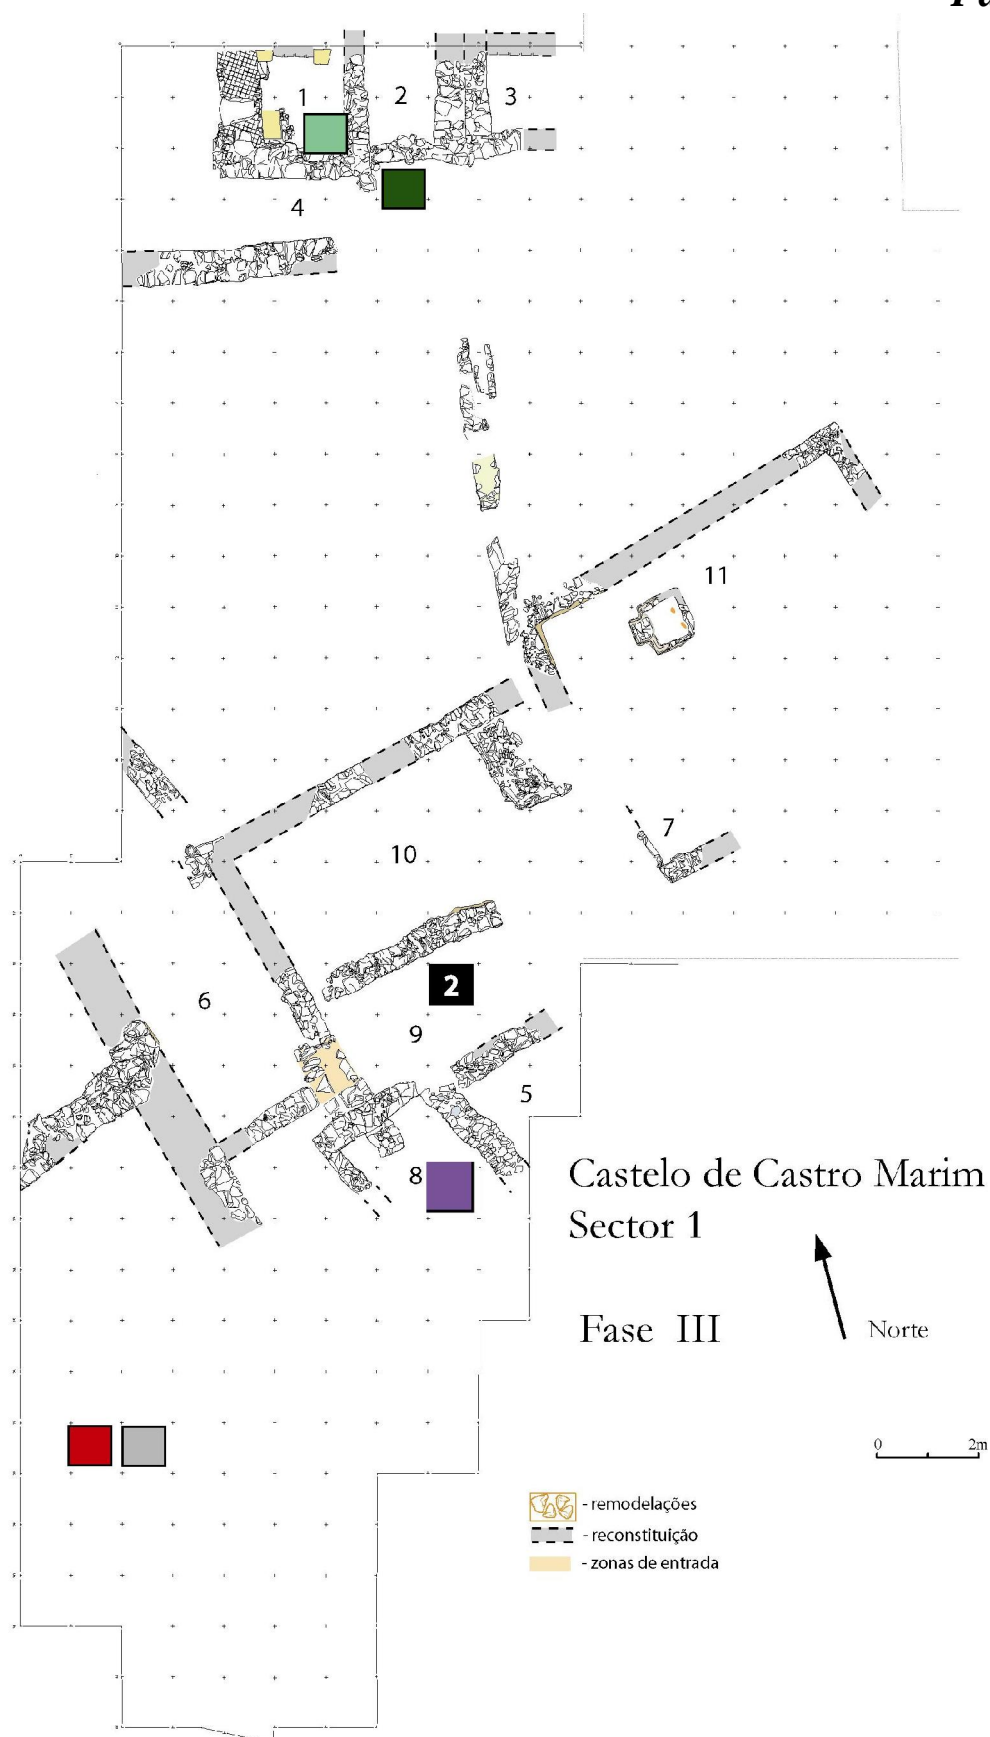 1
2
3
4
11
7
10
2
6
9
5
8
Castelo de Castro Marim
Sector 1
Fase III
Norte
0 2m
- remodelações
- reconstituição
- zonas de entrada